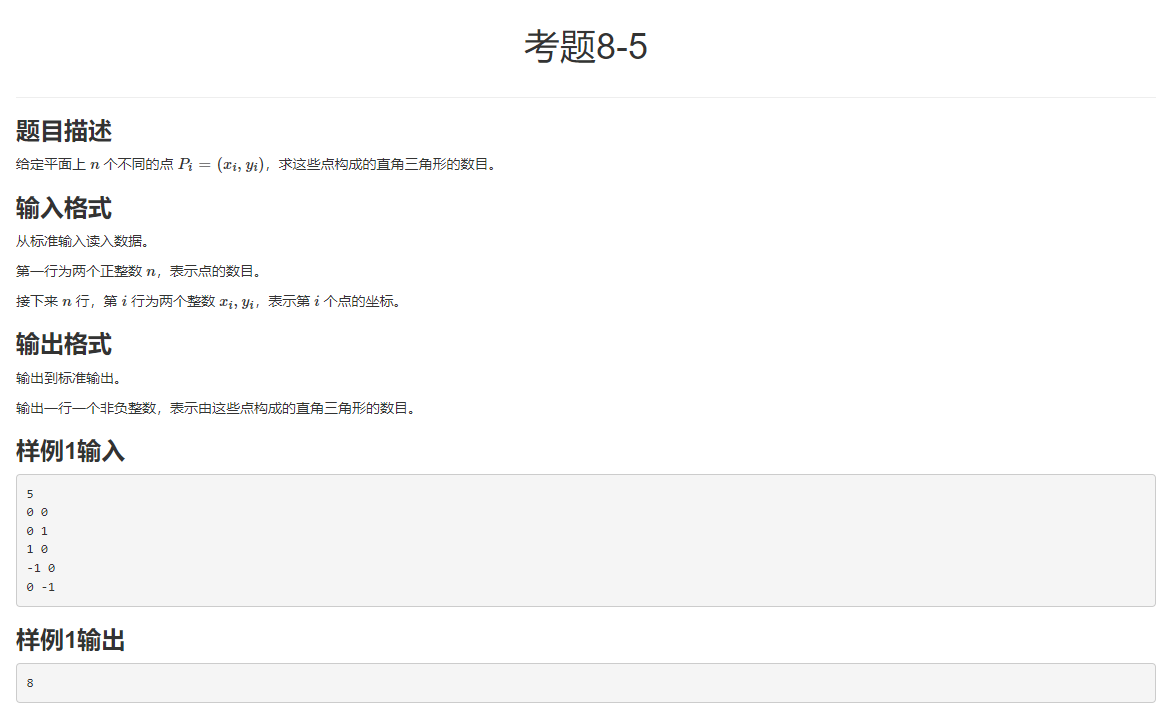 考题8-5
题目描述
给定平面上 n 个不同的点 P_i = (x_i, y_i)，求这些点构成的直角三角形的数目。
输入格式
从标准输入读入数据。
第一行为两个正整数 n，表示点的数目。
接下来 n 行，第 i 行为两个整数 x_i, y_i，表示第 i 个点的坐标。
输出格式
输出到标准输出。
输出一行一个非负整数，表示由这些点构成的直角三角形的数目。
样例1输入
5
0 0
0 1
1 0
-1 0
0 -1
样例1输出
8